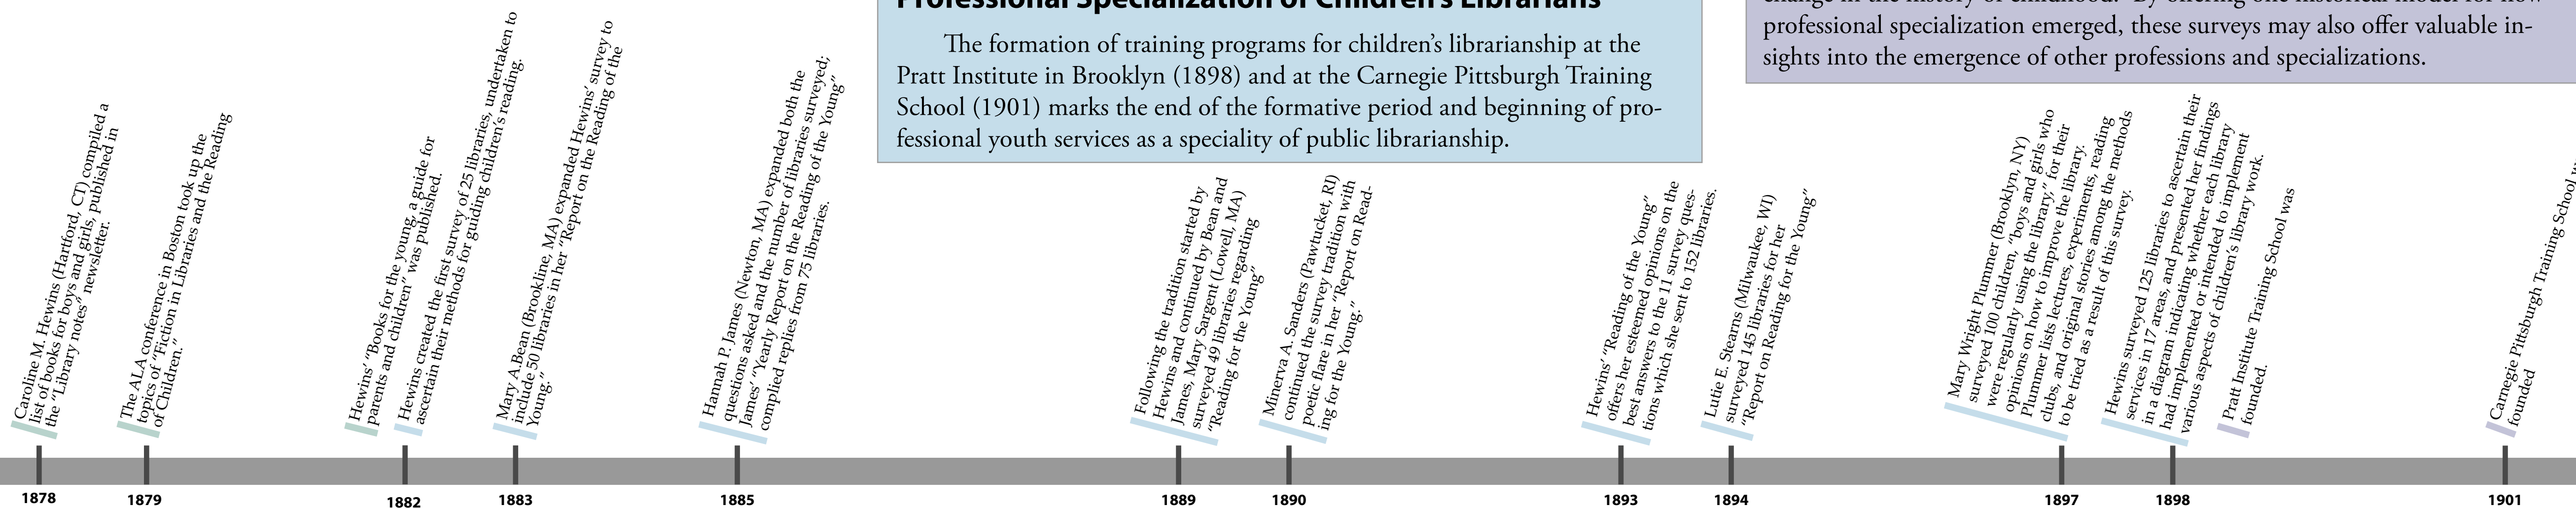 Professional Specialization of Children's Librarians
The formation of training programs for children's librarianship at the
Pratt Institute in Brooklyn (1898) and at the Carnegie Pittsburgh Training
School (1901) marks the end of the formative period and beginning of pro-
fessional youth services as a speciality of public librarianship.
change in the history of childhood. By offering one historical model for how
professional specialization emerged, these surveys may also offer valuable in-
sights into the emergence of other professions and specializations.
Caroline M. Hewins (Hartford, CT) compiled a
list of books for boys and girls, published in
the "Library notes" newsletter.
The ALA conference in Boston took up the
topics of "Fiction in Libraries and the Reading
of Children."
Hewins' "Books for the young, a guide for
parents and children" was published.
Hewins created the first survey of 25 libraries, undertaken to
ascertain their methods for guiding children's reading.
Mary A.Bean (Brookline, MA) expanded Hewins' survey to
include 50 libraries in her "Report on the Reading of the
Young."
Hannah P. James (Newton, MA) expanded both the
questions asked and the number of libraries surveyed;
James' "Yearly Report on the Reading of the Young"
complied replies from 75 libraries.
Following the tradition started by
Hewins and continued by Bean and
James, Mary Sargent (Lowell, MA)
surveyed 49 libraries regarding
"Reading for the Young"
Minerva A. Sanders (Pawtucket, RI)
continued the survey tradition with
poetic flare in her "Report on Read-
ing for the Young."
Hewins' "Reading of the Young"
offers her esteemed opinions on the
best answers to the 11 survey ques-
tions which she sent to 152 libraries.
Lutie E. Stearns (Milwaukee, WI)
surveyed 145 libraries for her
"Report on Reading for the Young"
Mary Wright Plummer (Brooklyn, NY)
surveyed 100 children, "boys and girls who
were regularly using the library," for their
opinions on how to improve the library.
Plummer lists lectures, experiments, reading
clubs, and original stories among the methods
to be tried as a result of this survey.
Hewins surveyed 125 libraries to ascertain their
services in 17 areas, and presented her findings
in a diagram indicating whether each library
had implemented or intended to implement
various aspects of children's library work.
Pratt Institute Training School was
founded.
Carnegie Pittsburgh Training School
founded
1878
1879
1882
1883
1885
1889
1890
1893
1894
1897
1898
1901